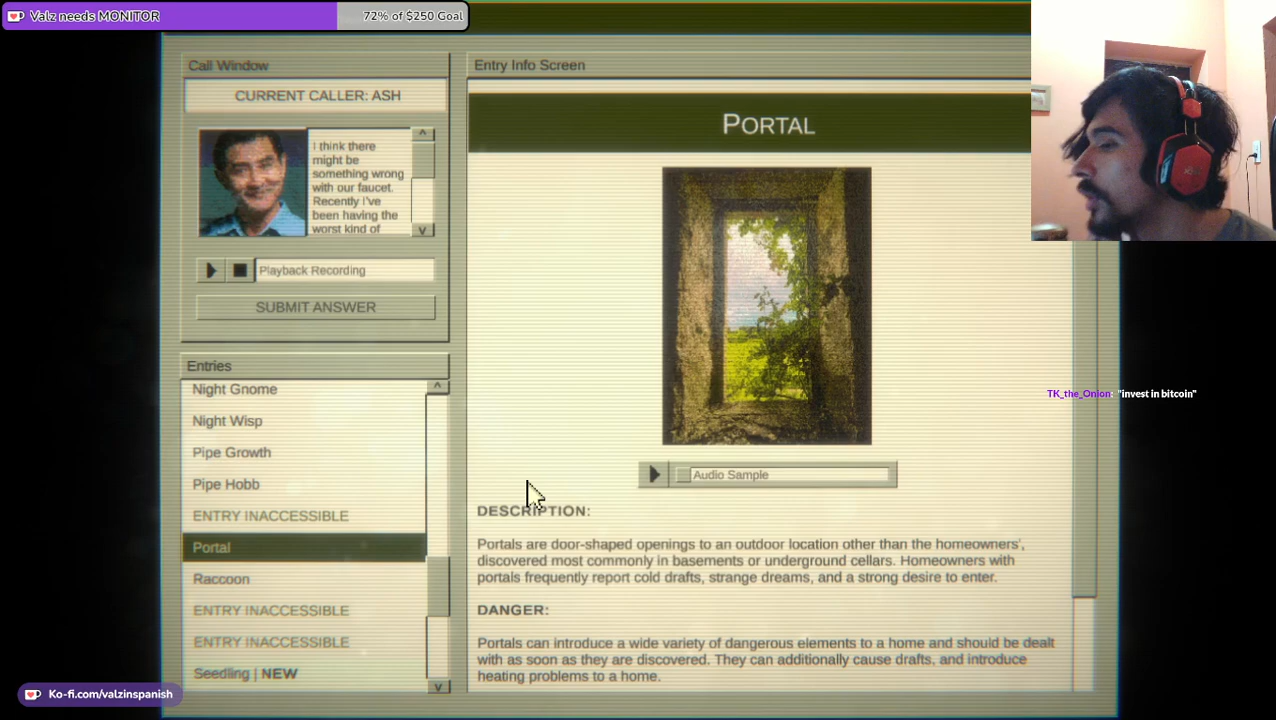 Valz needs MONITOR
72% of $250 Goal
Call Window
CURRENT CALLER: ASH
I think there
might be
something wrong
with our faucet.
Recently I've
been having the
worst kind of
Playback Recording
SUBMIT ANSWER
Entries
Night Gnome
Night Wisp
Pipe Growth
Pipe Hobb
ENTRY INACCESSIBLE
Portal
Raccoon
ENTRY INACCESSIBLE
ENTRY INACCESSIBLE
Seedling | NEW
Entry Info Screen
PORTAL
Audio Sample
DESCRIPTION:
Portals are door-shaped openings to an outdoor location other than the homeowners',
discovered most commonly in basements or underground cellars. Homeowners with
portals frequently report cold drafts, strange dreams, and a strong desire to enter.
DANGER:
Portals can introduce a wide variety of dangerous elements to a home and should be dealt
with as soon as they are discovered. They can additionally cause drafts, and introduce
heating problems to a home.
TK_the_Onion: "invest in bitcoin"
Ko-fi.com/valzinspanish